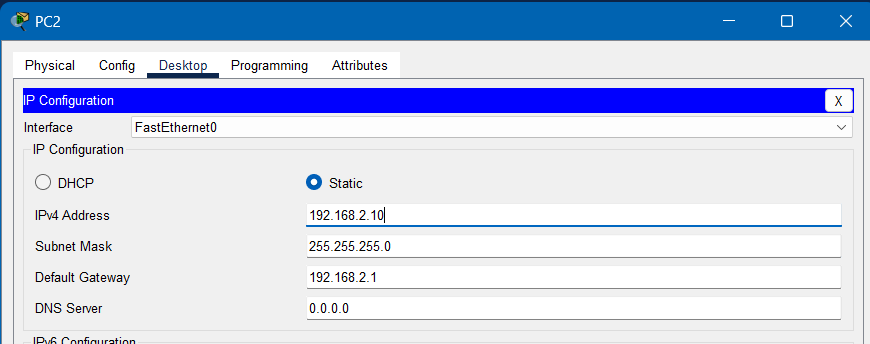 PC2
Physical Config Desktop Programming Attributes
IP Configuration X
Interface FastEthernet0
IP Configuration
DHCP Static
IPv4 Address 192.168.2.10
Subnet Mask 255.255.255.0
Default Gateway 192.168.2.1
DNS Server 0.0.0.0
IPv6 Configuration